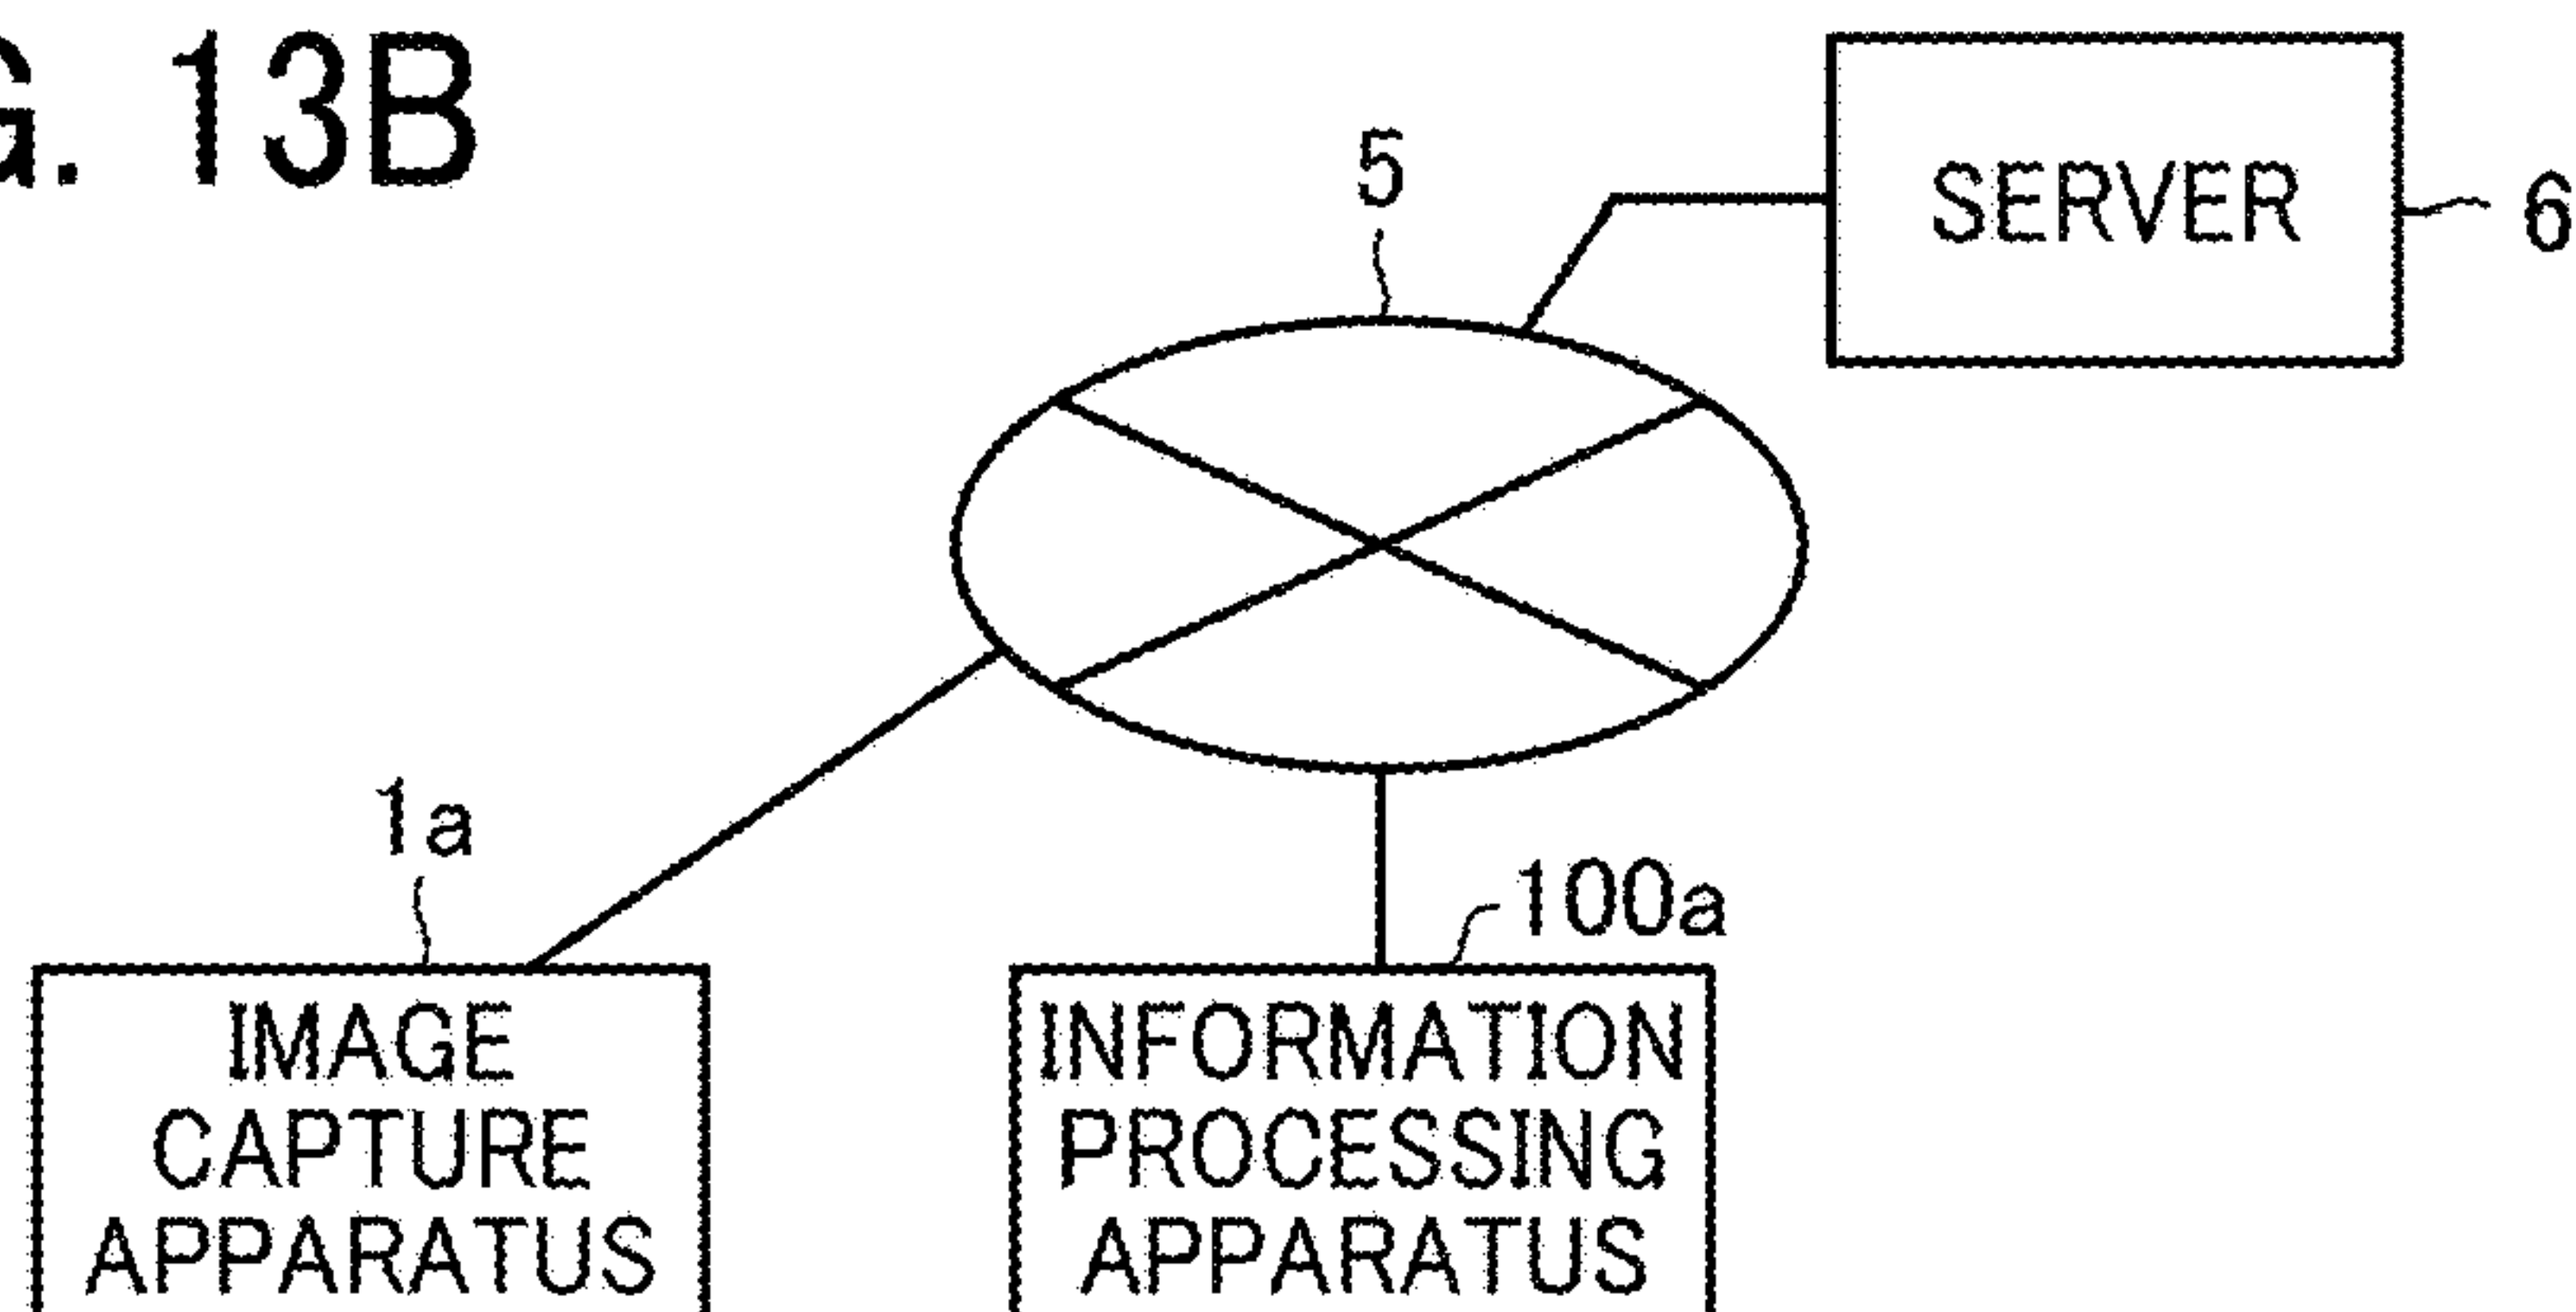 G. 13B
5
SERVER
6
1a
100a
IMAGE
CAPTURE
APPARATUS
INFORMATION
PROCESSING
APPARATUS